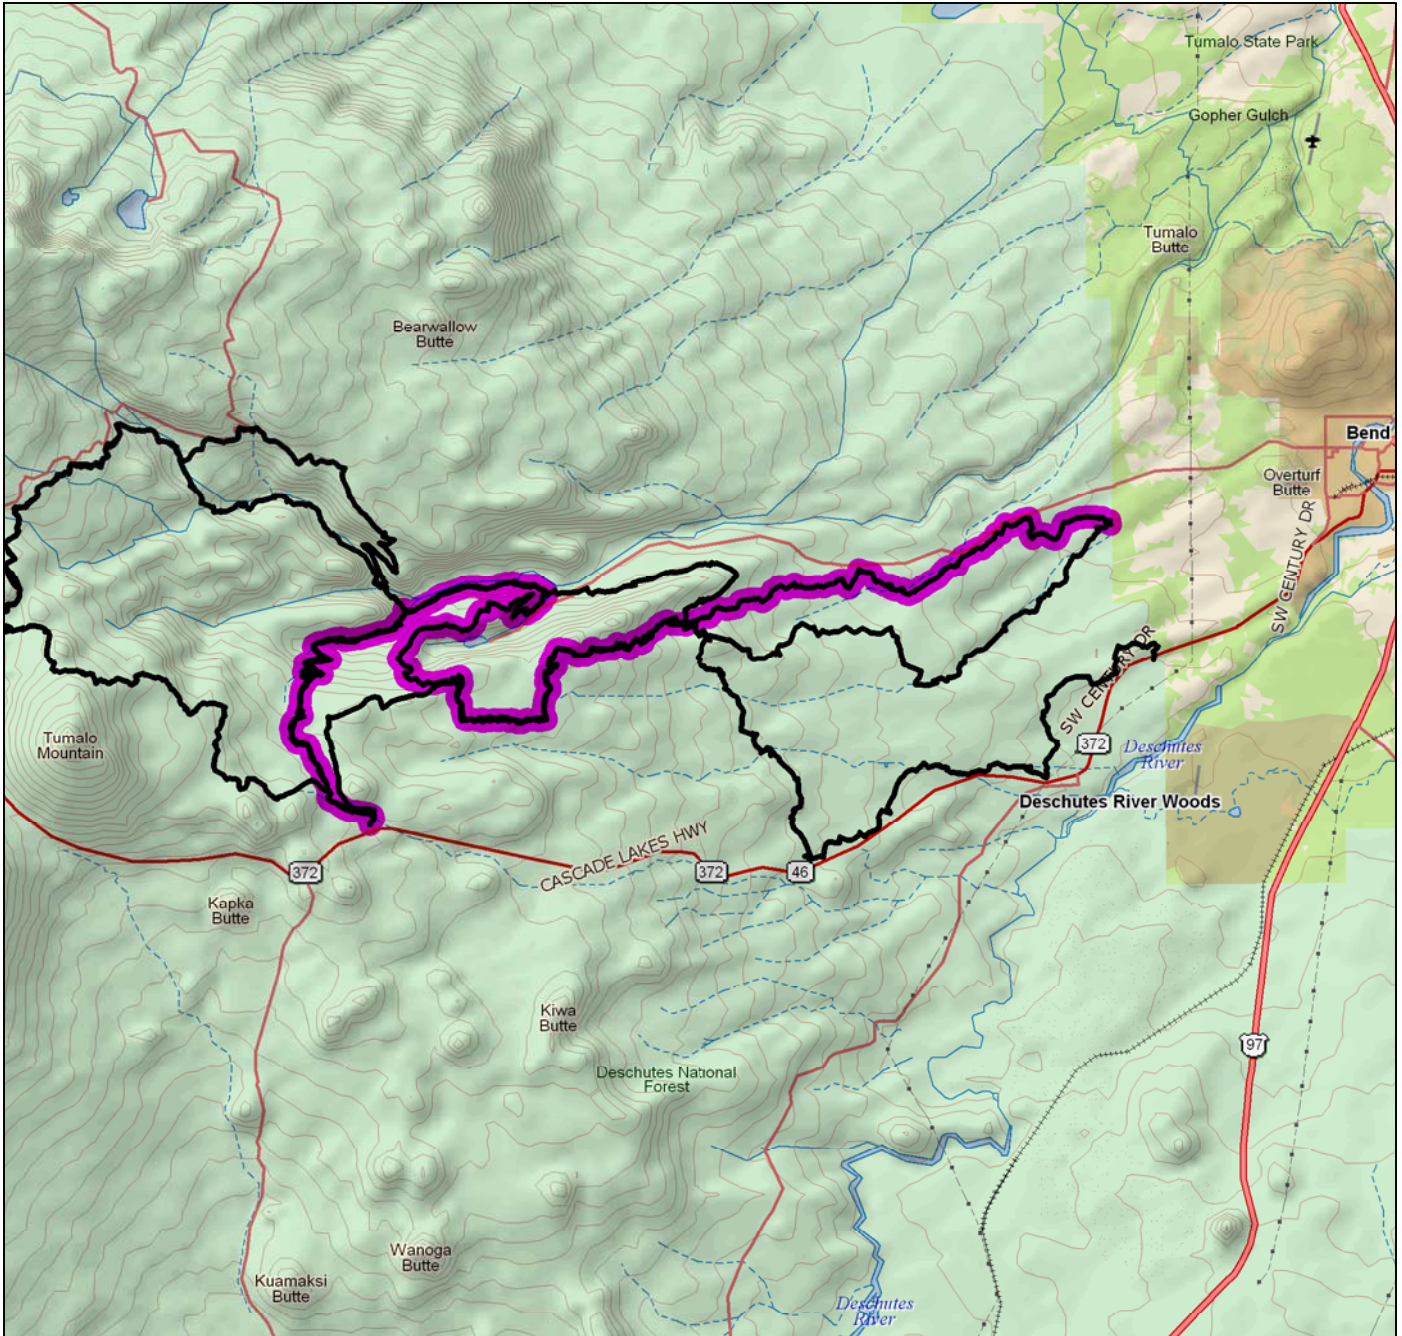 Tumalo State Park
Gopher Gulch
Tumalo
Butte
Bearwallow
Butte
Bend
Overturf
Butte
SW CENTURY DR
SW CENTURY DR
Tumalo
Mountain
372
Deschutes
River
Deschutes River Woods
CASCADE LAKES HWY
372
372
46
Kapka
Butte
Kiwa
Butte
97
Deschutes National
Forest
Wanoga
Butte
Kuamaksi
Butte
Deschutes
River